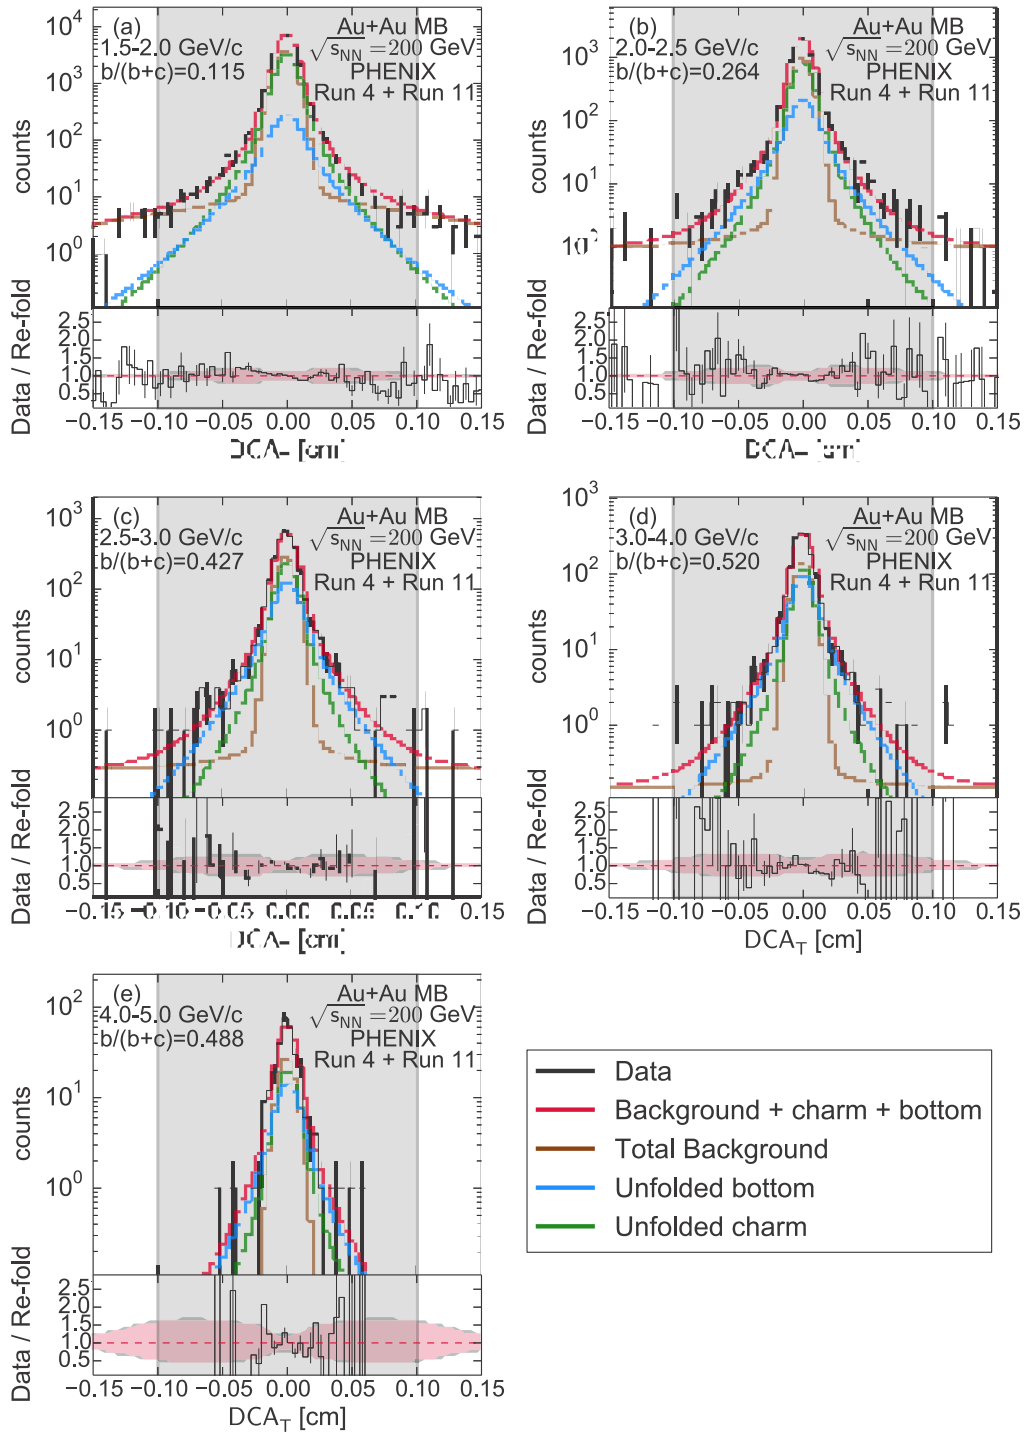 (a) Au+Au MB
1.5-2.0 GeV/c √sNN = 200 GeV
b/(b+c)=0.115 PHENIX
Run 4 + Run 11
counts
10^4
10^3
10^2
10^1
10^0
Data / Re-fold
2.5
1.5
1.0
0.5
−0.15 −0.10 −0.05 0.00 0.05 0.10 0.15
(b) Au+Au MB
2.0-2.5 GeV/c √sNN = 200 GeV
b/(b+c)=0.264 PHENIX
Run 4 + Run 11
counts
10^3
10^2
10^1
Data / Re-fold
2.5
1.5
1.0
0.5
−0.15 −0.10 −0.05 0.00 0.05 0.10 0.15
(c) Au+Au MB
2.5-3.0 GeV/c √sNN = 200 GeV
b/(b+c)=0.427 PHENIX
Run 4 + Run 11
counts
10^3
10^2
10^1
10^0
Data / Re-fold
2.5
1.5
1.0
0.5
−0.15 −0.10 −0.05 0.00 0.05 0.10 0.15
[cm]
(d) Au+Au MB
3.0-4.0 GeV/c √sNN = 200 GeV
b/(b+c)=0.520 PHENIX
Run 4 + Run 11
counts
10^3
10^2
10^1
10^0
Data / Re-fold
2.5
1.5
1.0
0.5
−0.15 −0.10 −0.05 0.00 0.05 0.10 0.15
DCA_T [cm]
(e) Au+Au MB
4.0-5.0 GeV/c √sNN = 200 GeV
b/(b+c)=0.488 PHENIX
Run 4 + Run 11
counts
10^2
10^1
10^0
Data / Re-fold
2.5
2.0
1.5
1.0
0.5
−0.15 −0.10 −0.05 0.00 0.05 0.10 0.15
DCA_T [cm]
Data
Background + charm + bottom
Total Background
Unfolded bottom
Unfolded charm